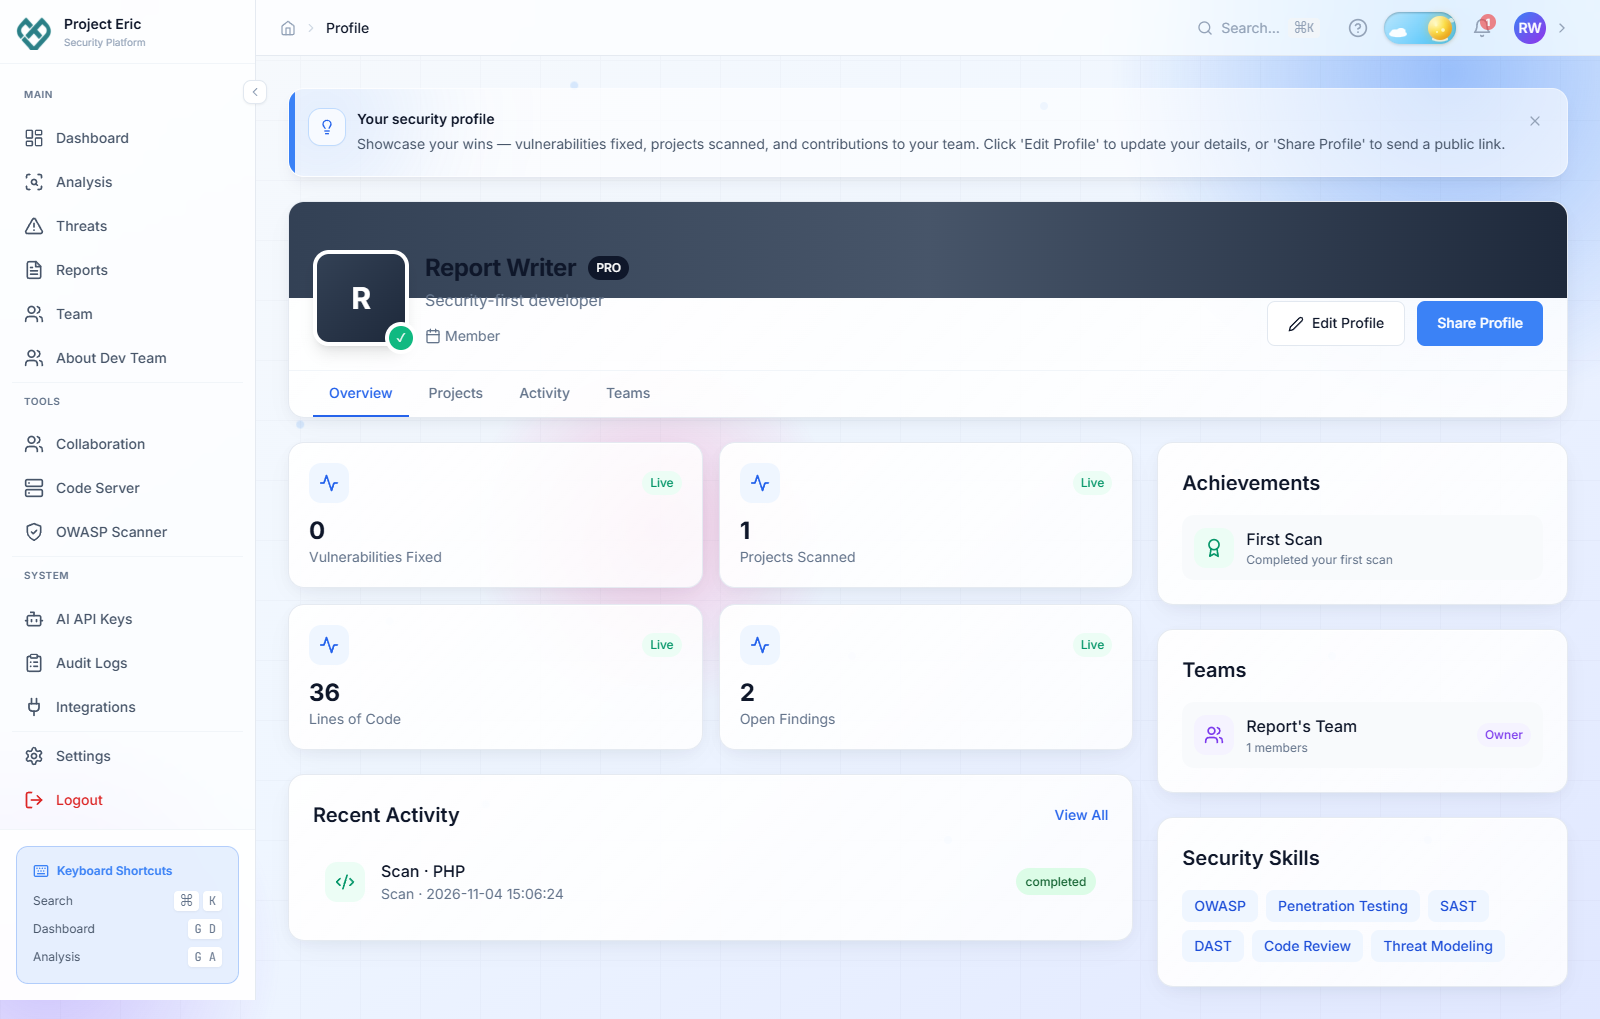 Project Eric
Security Platform
Profile
Search...
⌘K
1
RW
MAIN
Dashboard
Analysis
Threats
Reports
Team
About Dev Team
TOOLS
Collaboration
Code Server
OWASP Scanner
SYSTEM
AI API Keys
Audit Logs
Integrations
Settings
Logout
Keyboard Shortcuts
Search ⌘ K
Dashboard G D
Analysis G A
Your security profile
Showcase your wins — vulnerabilities fixed, projects scanned, and contributions to your team. Click 'Edit Profile' to update your details, or 'Share Profile' to send a public link.
R
Report Writer PRO
Security-first developer
Member
Edit Profile
Share Profile
Overview Projects Activity Teams
Live
0
Vulnerabilities Fixed
Live
1
Projects Scanned
Live
36
Lines of Code
Live
2
Open Findings
Recent Activity
View All
Scan · PHP
Scan · 2026-11-04 15:06:24
completed
Achievements
First Scan
Completed your first scan
Teams
Report's Team
1 members
Owner
Security Skills
OWASP Penetration Testing SAST
DAST Code Review Threat Modeling